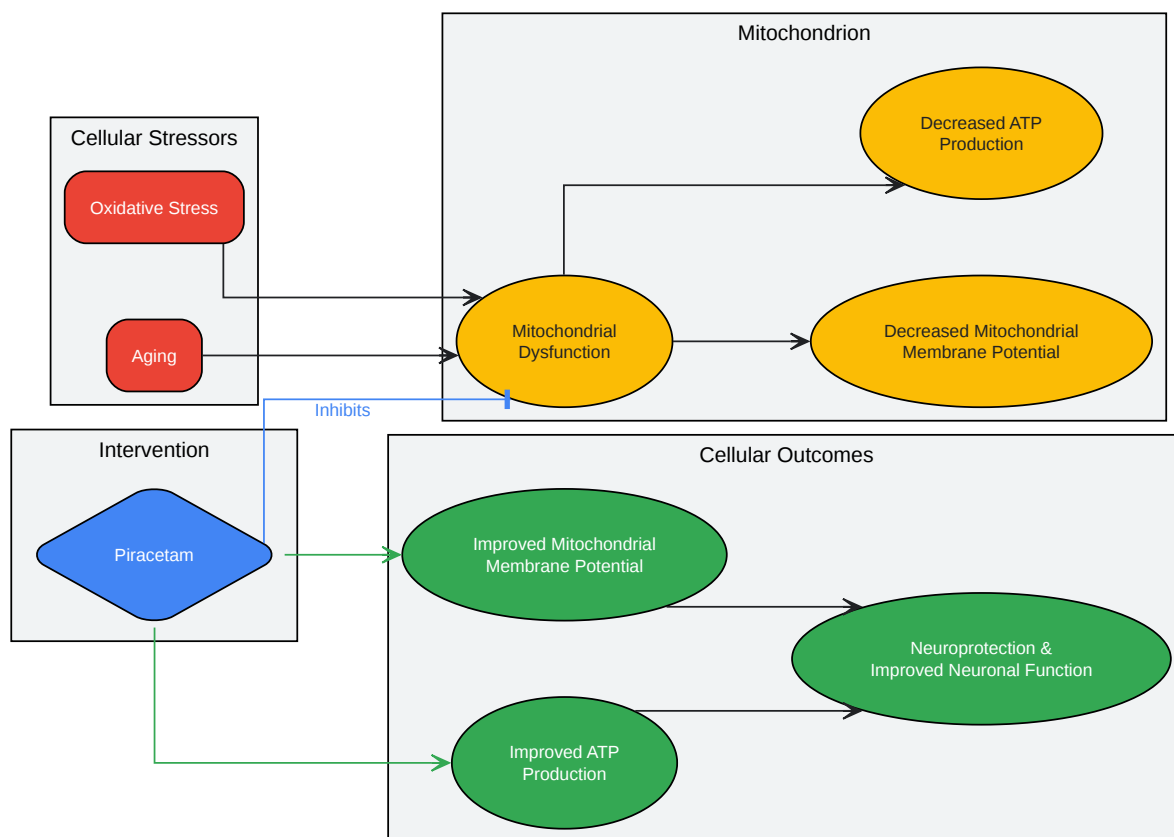 Mitochondrion
Decreased ATP
Production
Cellular Stressors
Oxidative Stress
Aging
Mitochondrial
Dysfunction
Decreased Mitochondrial
Membrane Potential
Inhibits
Intervention
Piracetam
Cellular Outcomes
Improved Mitochondrial
Membrane Potential
Neuroprotection &
Improved Neuronal Function
Improved ATP
Production